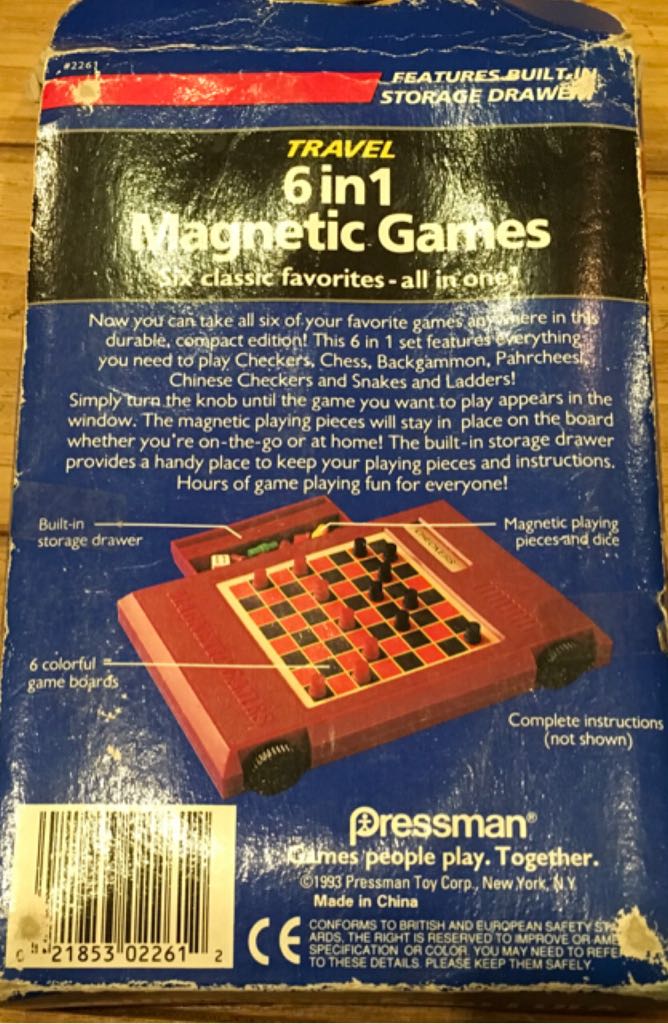 #2261
FEATURES BUILT-IN
STORAGE DRAWER
TRAVEL
6 in 1
Magnetic Games
Six classic favorites - all in one!
Now you can take all six of your favorite games anywhere in this
durable, compact edition! This 6 in 1 set features everything
you need to play Checkers, Chess, Backgammon, Pahrcheesi,
Chinese Checkers and Snakes and Ladders!
Simply turn the knob until the game you want to play appears in the
window. The magnetic playing pieces will stay in place on the board
whether you're on-the-go or at home! The built-in storage drawer
provides a handy place to keep your playing pieces and instructions.
Hours of game playing fun for everyone!
Built-in
storage drawer
Magnetic playing
pieces and dice
CHECKERS
MAGNETIC GAMES
6 colorful
game boards
Complete instructions
(not shown)
Pressman®
Games people play. Together.
©1993 Pressman Toy Corp., New York, N.Y.
Made in China
CE CONFORMS TO BRITISH AND EUROPEAN SAFETY
ARDS. THE RIGHT IS RESERVED TO IMPROVE OR
SPECIFICATION OR COLOR. YOU MAY NEED TO REFE
TO THESE DETAILS. PLEASE KEEP THEM SAFELY.
0 21853 02261 2